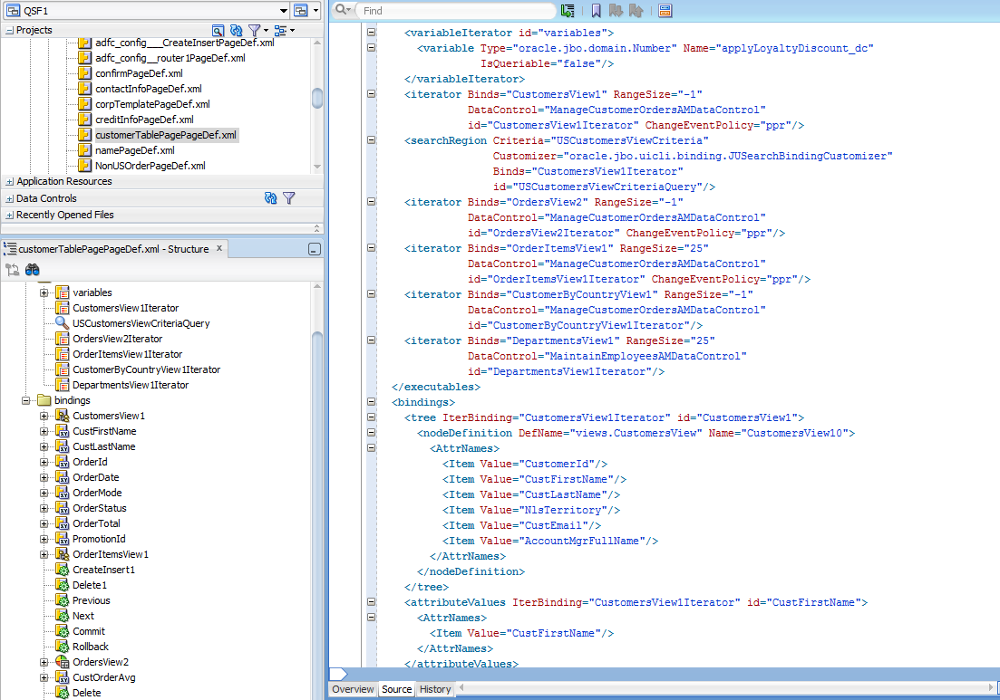 QSF1
Projects
adfc_config___CreateInsertPageDef.xml
adfc_config__router1PageDef.xml
confirmPageDef.xml
contactInfoPageDef.xml
corpTemplatePageDef.xml
creditInfoPageDef.xml
customerTablePagePageDef.xml
namePageDef.xml
NonUSOrderPageDef.xml
Application Resources
Data Controls
Recently Opened Files
customerTablePagePageDef.xml - Structure x
variables
CustomersView1Iterator
USCustomersViewCriteriaQuery
OrdersView2Iterator
OrderItemsView1Iterator
CustomerByCountryView1Iterator
DepartmentsView1Iterator
bindings
CustomersView1
CustFirstName
CustLastName
OrderId
OrderDate
OrderMode
OrderStatus
OrderTotal
PromotionId
OrderItemsView1
CreateInsert1
Delete1
Previous
Next
Commit
Rollback
OrdersView2
CustOrderAvg
Delete
Find
<variableIterator id="variables">
<variable Type="oracle.jbo.domain.Number" Name="applyLoyaltyDiscount_dc"
IsQueriable="false"/>
</variableIterator>
<iterator Binds="CustomersView1" RangeSize="-1"
DataControl="ManageCustomerOrdersAMDataControl"
id="CustomersView1Iterator" ChangeEventPolicy="ppr"/>
<searchRegion Criteria="USCustomersViewCriteria"
Customizer="oracle.jbo.uicli.binding.JUSearchBindingCustomizer"
Binds="CustomersView1Iterator"
id="USCustomersViewCriteriaQuery"/>
<iterator Binds="OrdersView2" RangeSize="-1"
DataControl="ManageCustomerOrdersAMDataControl"
id="OrdersView2Iterator" ChangeEventPolicy="ppr"/>
<iterator Binds="OrderItemsView1" RangeSize="25"
DataControl="ManageCustomerOrdersAMDataControl"
id="OrderItemsView1Iterator" ChangeEventPolicy="ppr"/>
<iterator Binds="CustomerByCountryView1" RangeSize="-1"
DataControl="ManageCustomerOrdersAMDataControl"
id="CustomerByCountryView1Iterator"/>
<iterator Binds="DepartmentsView1" RangeSize="25"
DataControl="MaintainEmployeesAMDataControl"
id="DepartmentsView1Iterator"/>
</executables>
<bindings>
<tree IterBinding="CustomersView1Iterator" id="CustomersView1">
<nodeDefinition DefName="views.CustomersView" Name="CustomersView10">
<AttrNames>
<Item Value="CustomerId"/>
<Item Value="CustFirstName"/>
<Item Value="CustLastName"/>
<Item Value="NlsTerritory"/>
<Item Value="CustEmail"/>
<Item Value="AccountMgrFullName"/>
</AttrNames>
</nodeDefinition>
</tree>
<attributeValues IterBinding="CustomersView1Iterator" id="CustFirstName">
<AttrNames>
<Item Value="CustFirstName"/>
</AttrNames>
</attributeValues>
Overview Source History